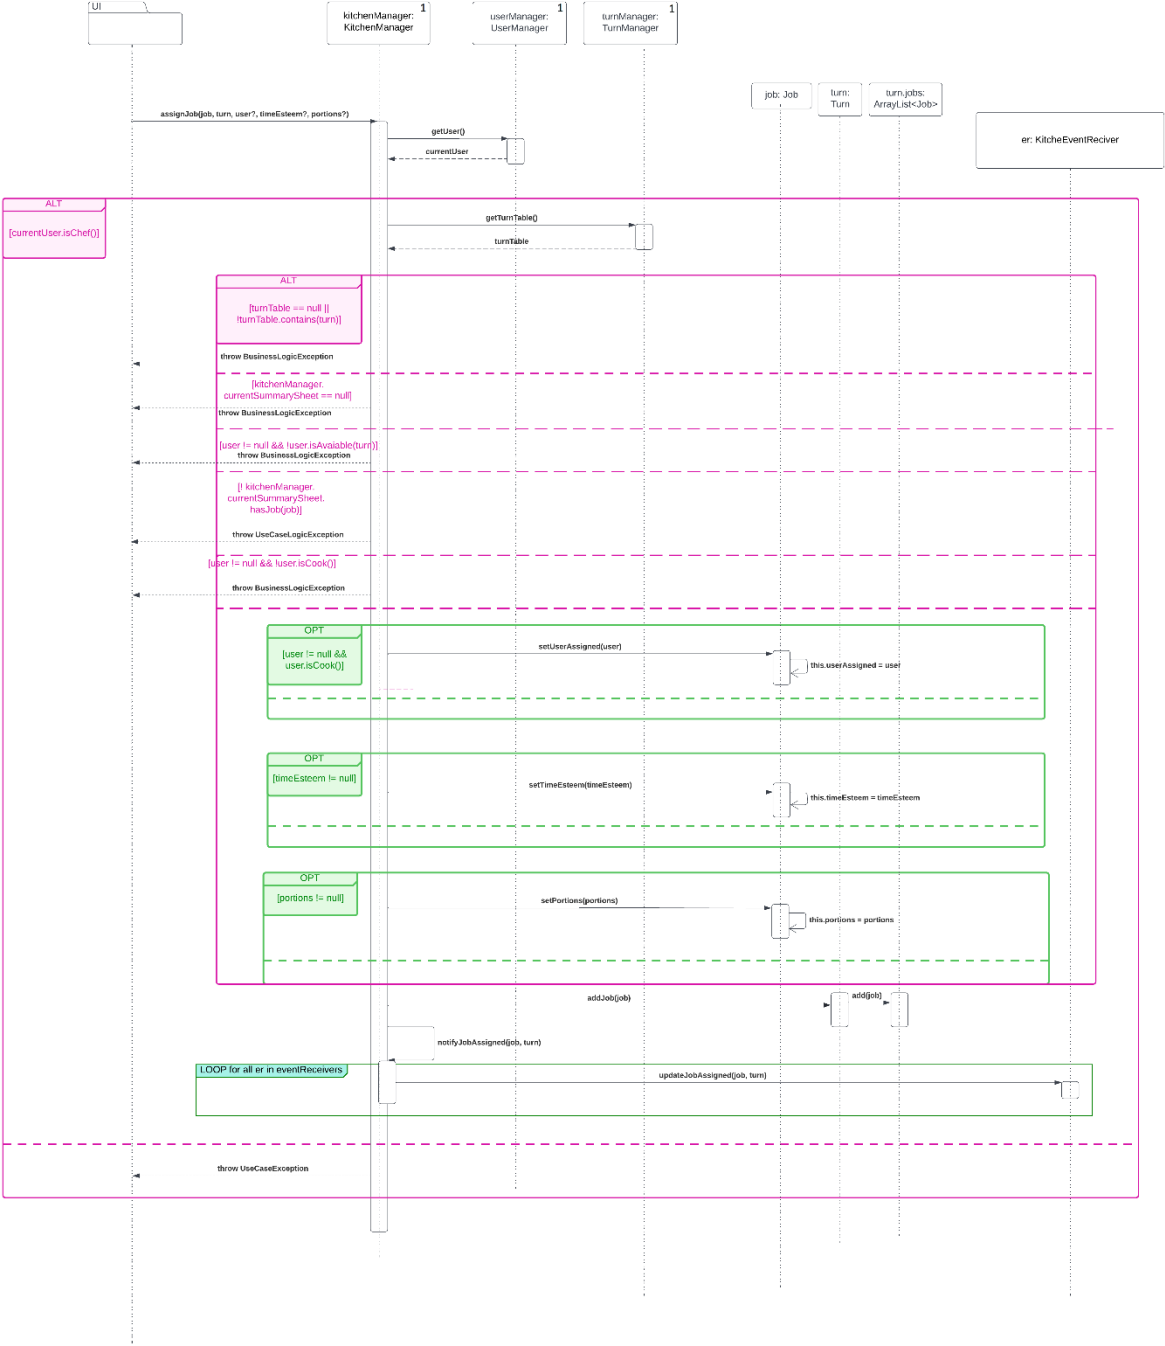 UI
kitchenManager:
KitchenManager
1
userManager:
UserManager
1
turnManager:
TurnManager
1
job: Job
turn:
Turn
turn.jobs:
ArrayList<Job>
er: KitcheEventReciver
assignJob(job, turn, user?, timeEsteem?, portions?)
getUser()
currentUser
ALT
[currentUser.isChef()]
getTurnTable()
turnTable
ALT
[turnTable == null ||
!turnTable.contains(turn)]
throw BusinessLogicException
[kitchenManager.
currentSummarySheet == null]
throw BusinessLogicException
[user != null && !user.isAvaiable(turn)]
throw BusinessLogicException
[! kitchenManager.
currentSummarySheet.
hasJob(job)]
throw UseCaseLogicException
[user != null && !user.isCook()]
throw BusinessLogicException
OPT
[user != null &&
user.isCook()]
setUserAssigned(user)
this.userAssigned = user
OPT
[timeEsteem != null]
setTimeEsteem(timeEsteem)
this.timeEsteem = timeEsteem
OPT
[portions != null]
setPortions(portions)
this.portions = portions
addJob(job)
add(job)
notifyJobAssigned(job, turn)
LOOP for all er in eventReceivers
updateJobAssigned(job, turn)
throw UseCaseException